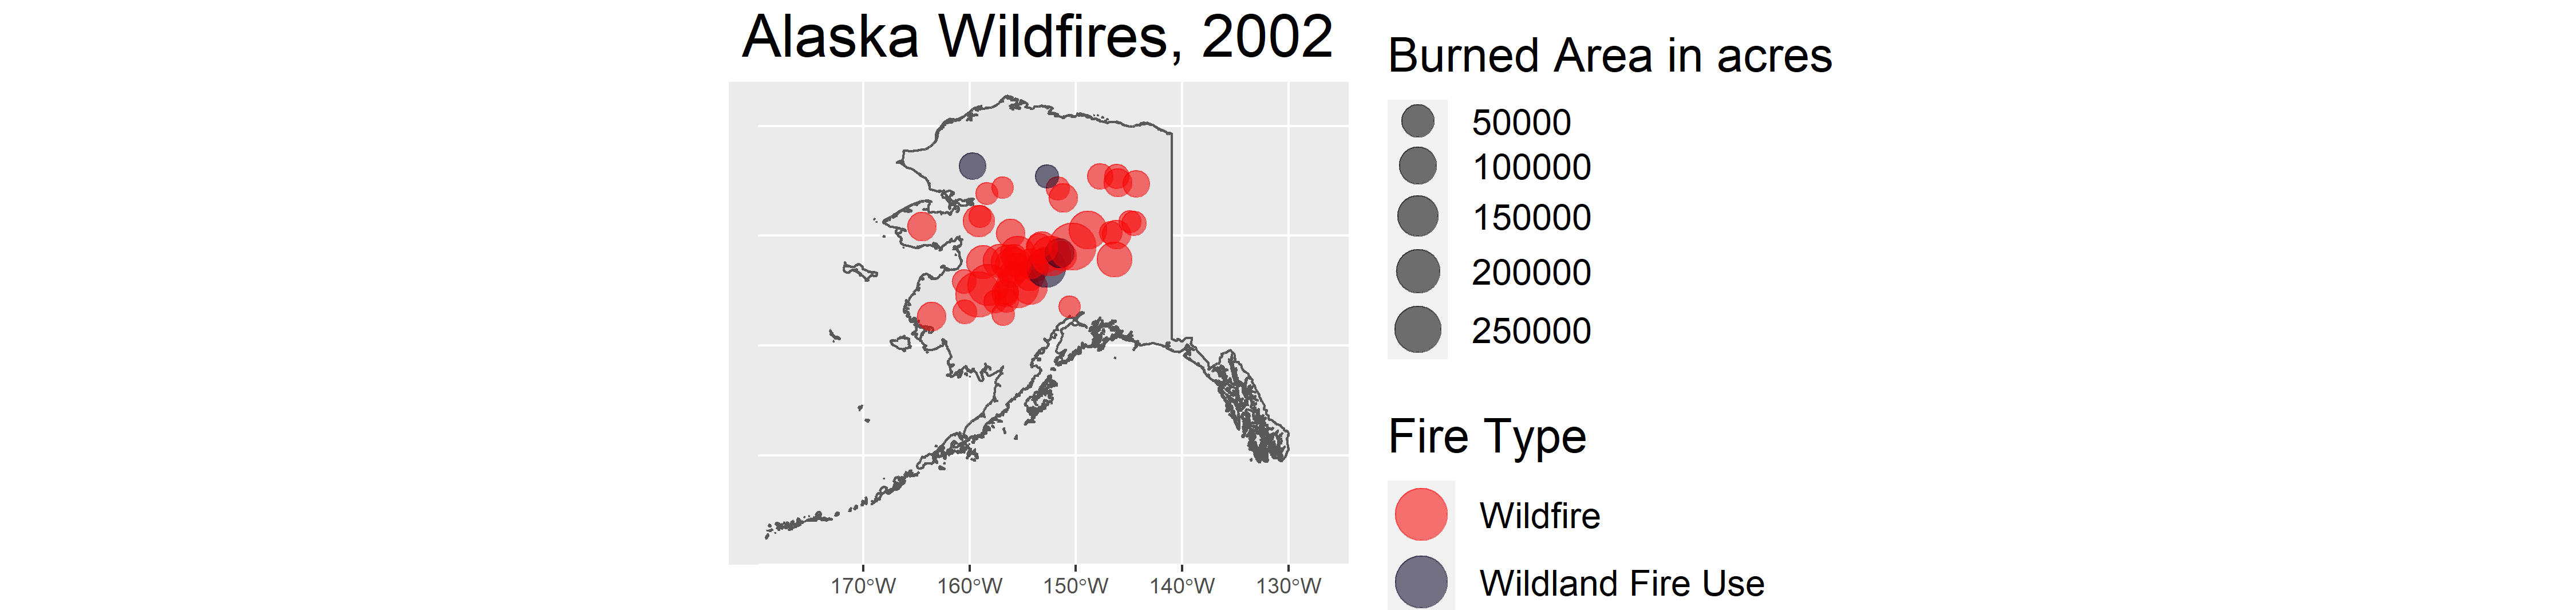 Alaska Wildfires, 2002
170°W
160°W
150°W
140°W
130°W
Burned Area in acres
50000
100000
150000
200000
250000
Fire Type
Wildfire
Wildland Fire Use